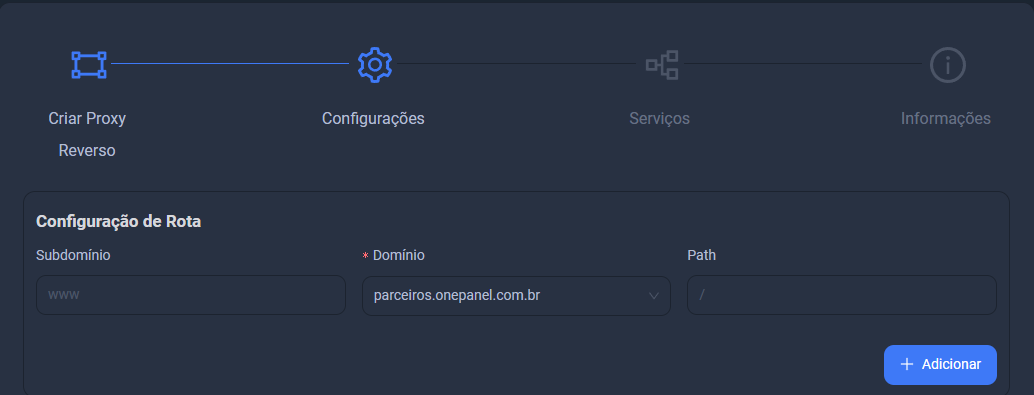 Criar Proxy
Reverso
Configurações
Serviços
Informações
Configuração de Rota
Subdomínio
* Domínio
Path
www
parceiros.onepanel.com.br
/
+ Adicionar